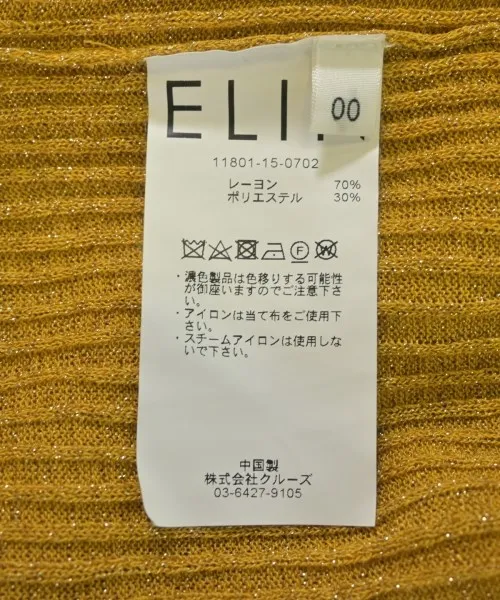 00
11801-15-0702
レーヨン 70%
ポリエステル 30%
・濃色製品は色移りする可能性
が御座いますのでご注意下さ
い。
・アイロンは当て布をご使用下
さい。
・スチームアイロンは使用しな
いで下さい。
中国製
株式会社クルーズ
03-6427-9105